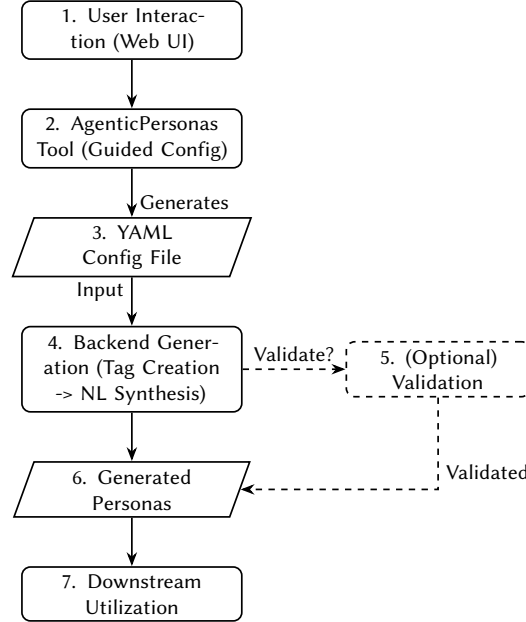 1. User Interac-
tion (Web UI)
2. AgenticPersonas
Tool (Guided Config)
Generates
3. YAML
Config File
Input
4. Backend Gener-
ation (Tag Creation
-> NL Synthesis)
Validate?
5. (Optional)
Validation
Validated
6. Generated
Personas
7. Downstream
Utilization